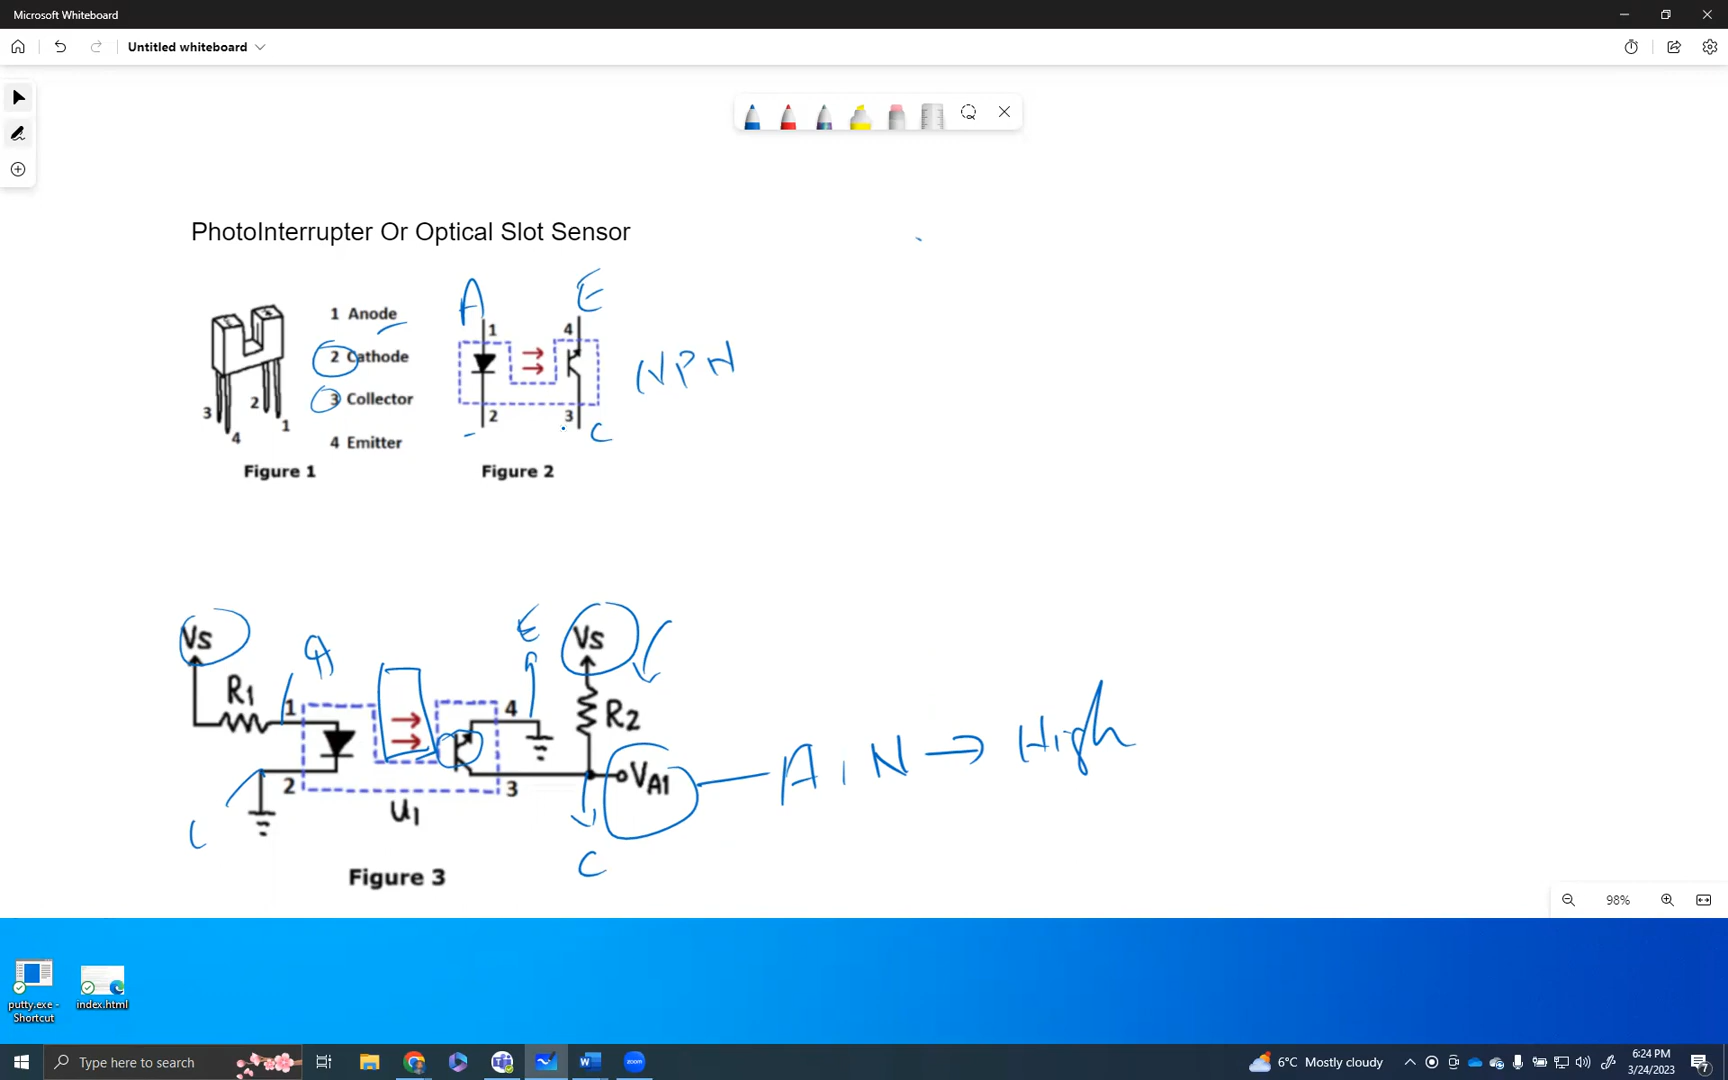 Microsoft Whiteboard
Untitled whiteboard
PhotoInterrupter Or Optical Slot Sensor
1 Anode
2 Cathode
3 Collector
4 Emitter
3
4
2
1
Figure 1
A
E
1
4
2
3
-
C
NPN
Figure 2
Vs
A
E
Vs
R1
1
4
R2
2
3
VA1
A1N → High
U1
C
C
Figure 3
98%
putty.exe - Shortcut
index.html
Type here to search
zoom
6°C Mostly cloudy
6:24 PM
3/24/2023
7